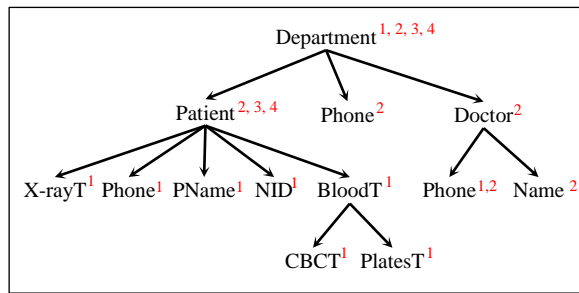 Department1, 2, 3, 4
Patient2, 3, 4 Phone2 Doctor2
X-rayT1 Phone1 PName1 NID1 BloodT1 Phone1,2 Name2
CBCT1 PlatesT1